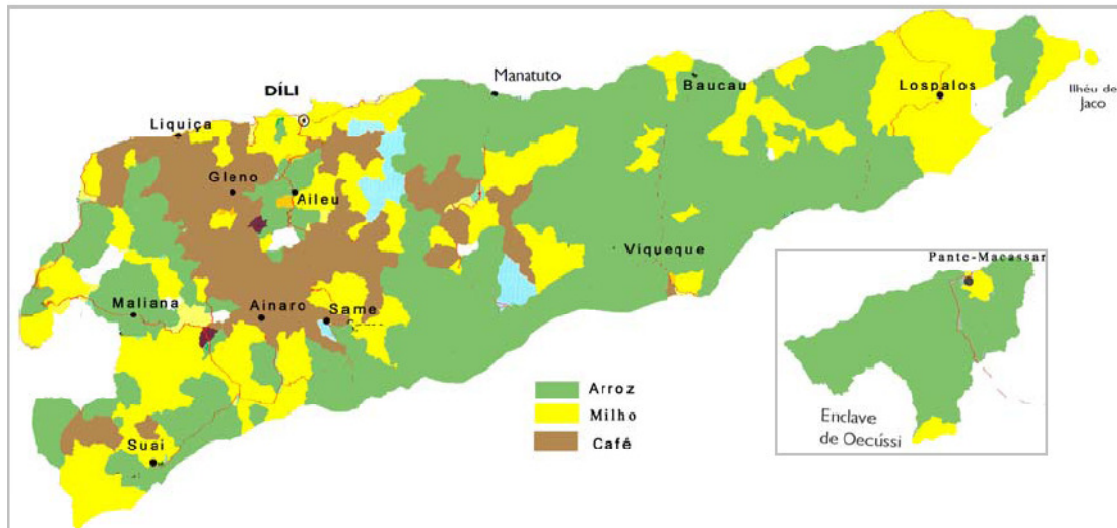 Manatuto
DÍLI
Baucau
Lospalos
Ilhéu de
Jaco
Liquiça
Gleno
Aileu
Viqueque
Maliana
Ainaro
Same
Suai
Arroz
Milho
Café
Pante-Macassar
Enclave
de Oecússi